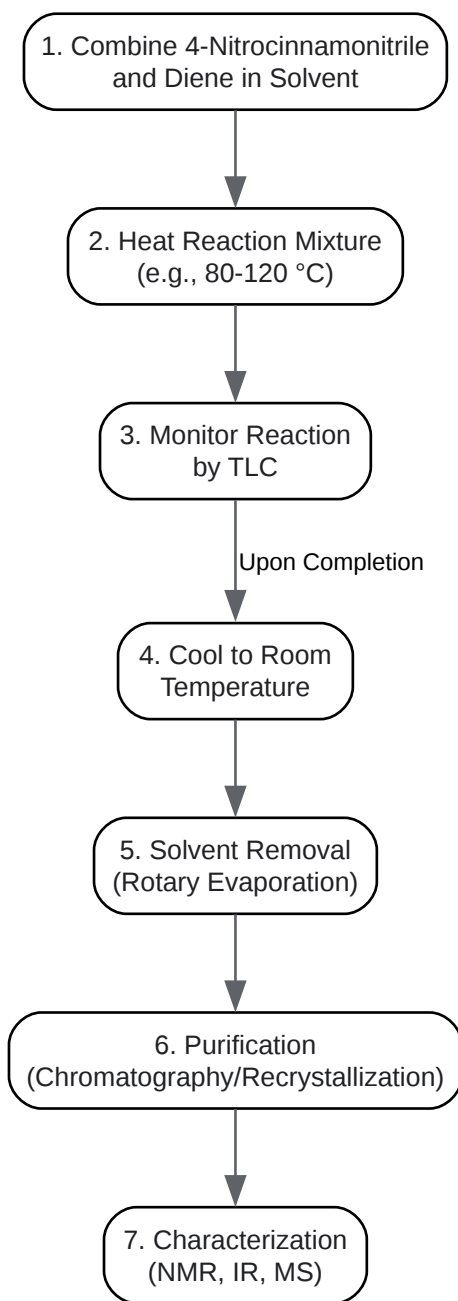 1. Combine 4-Nitrocinnamonitrile
and Diene in Solvent
2. Heat Reaction Mixture
(e.g., 80-120 °C)
3. Monitor Reaction
by TLC
Upon Completion
4. Cool to Room
Temperature
5. Solvent Removal
(Rotary Evaporation)
6. Purification
(Chromatography/Recrystallization)
7. Characterization
(NMR, IR, MS)